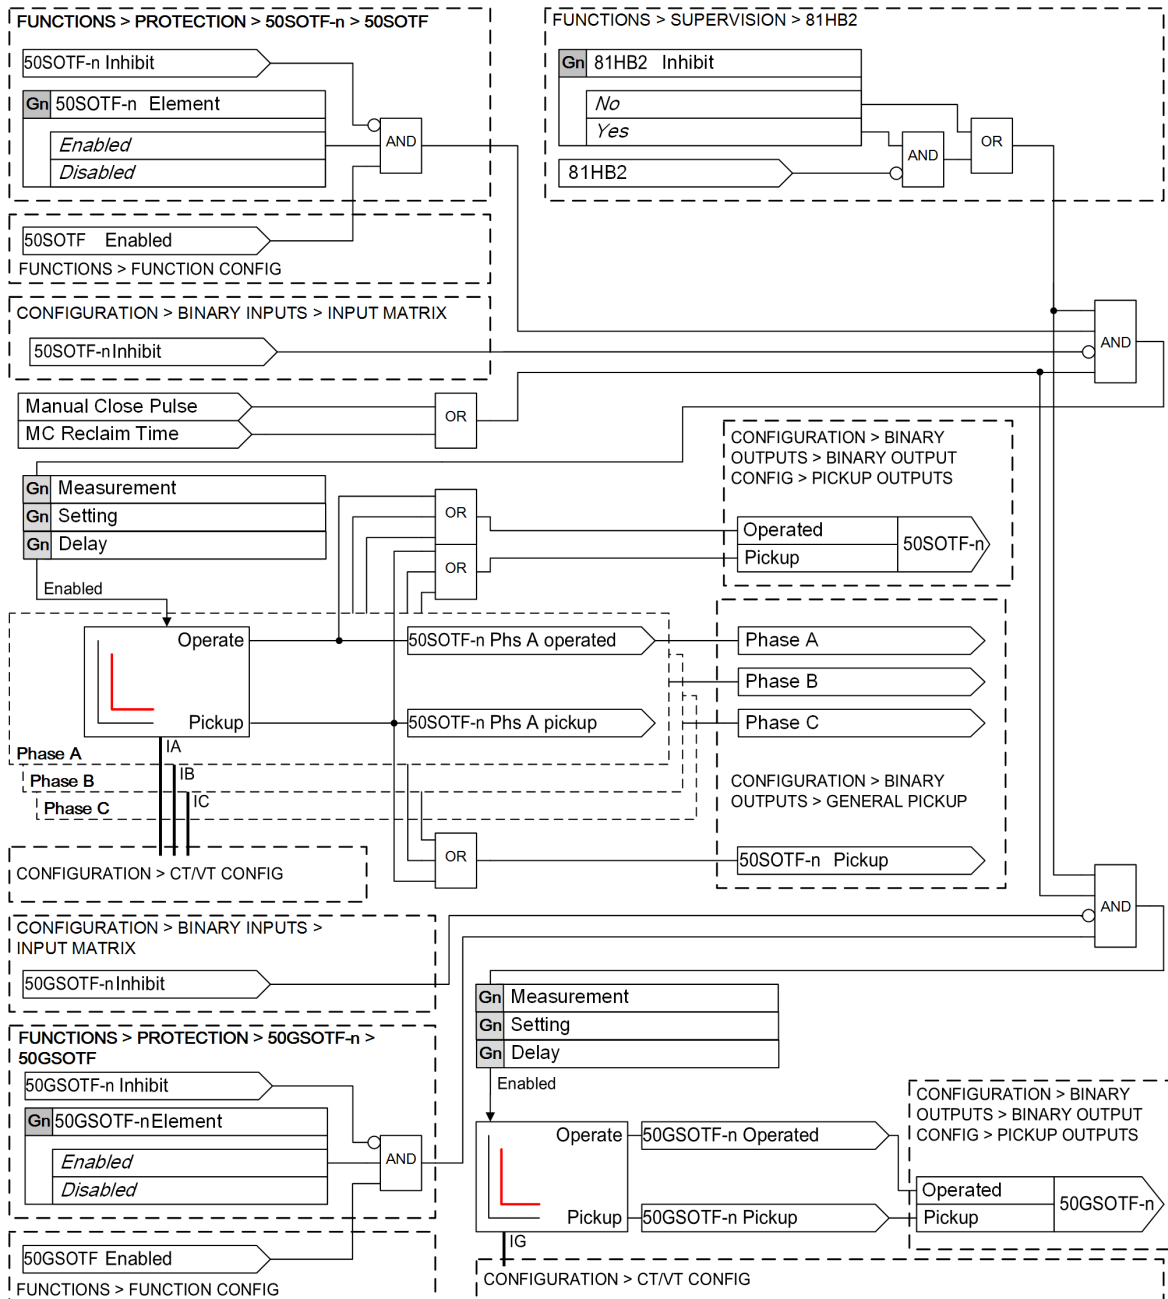 FUNCTIONS > PROTECTION > 50SOTF-n > 50SOTF
50SOTF-n Inhibit
Gn 50SOTF-n Element
Enabled
Disabled
AND
50SOTF Enabled
FUNCTIONS > FUNCTION CONFIG
FUNCTIONS > SUPERVISION > 81HB2
Gn 81HB2 Inhibit
No
Yes
81HB2
AND
OR
CONFIGURATION > BINARY INPUTS > INPUT MATRIX
50SOTF-nInhibit
AND
Manual Close Pulse
MC Reclaim Time
OR
Gn Measurement
Gn Setting
Gn Delay
Enabled
OR
OR
CONFIGURATION > BINARY
OUTPUTS > BINARY OUTPUT
CONFIG > PICKUP OUTPUTS
Operated
Pickup
50SOTF-n
Operate
Pickup
50SOTF-n Phs A operated
50SOTF-n Phs A pickup
Phase A
Phase B
Phase C
IA
IB
IC
Phase A
Phase B
Phase C
CONFIGURATION > BINARY
OUTPUTS > GENERAL PICKUP
OR
50SOTF-n Pickup
CONFIGURATION > CT/VT CONFIG
AND
CONFIGURATION > BINARY INPUTS >
INPUT MATRIX
50GSOTF-nInhibit
FUNCTIONS > PROTECTION > 50GSOTF-n >
50GSOTF
50GSOTF-n Inhibit
Gn 50GSOTF-nElement
Enabled
Disabled
AND
50GSOTF Enabled
FUNCTIONS > FUNCTION CONFIG
Gn Measurement
Gn Setting
Gn Delay
Enabled
Operate
Pickup
IG
50GSOTF-n Operated
50GSOTF-n Pickup
CONFIGURATION > BINARY
OUTPUTS > BINARY OUTPUT
CONFIG > PICKUP OUTPUTS
Operated
Pickup
50GSOTF-n
CONFIGURATION > CT/VT CONFIG